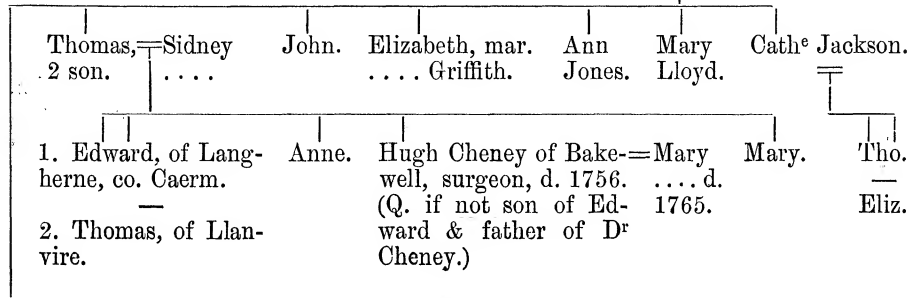 Thomas, Sidney John. Elizabeth, mar. Ann Mary Cathᵉ Jackson.
2 son. .... .... Griffith. Jones. Lloyd.
1. Edward, of Lang- Anne. Hugh Cheney of Bake-=Mary Mary. Tho.
herne, co. Caerm. well, surgeon, d. 1756. .... d. —
— (Q. if not son of Ed- 1765. Eliz.
2. Thomas, of Llan- ward & father of Dʳ
vire. Cheney.)